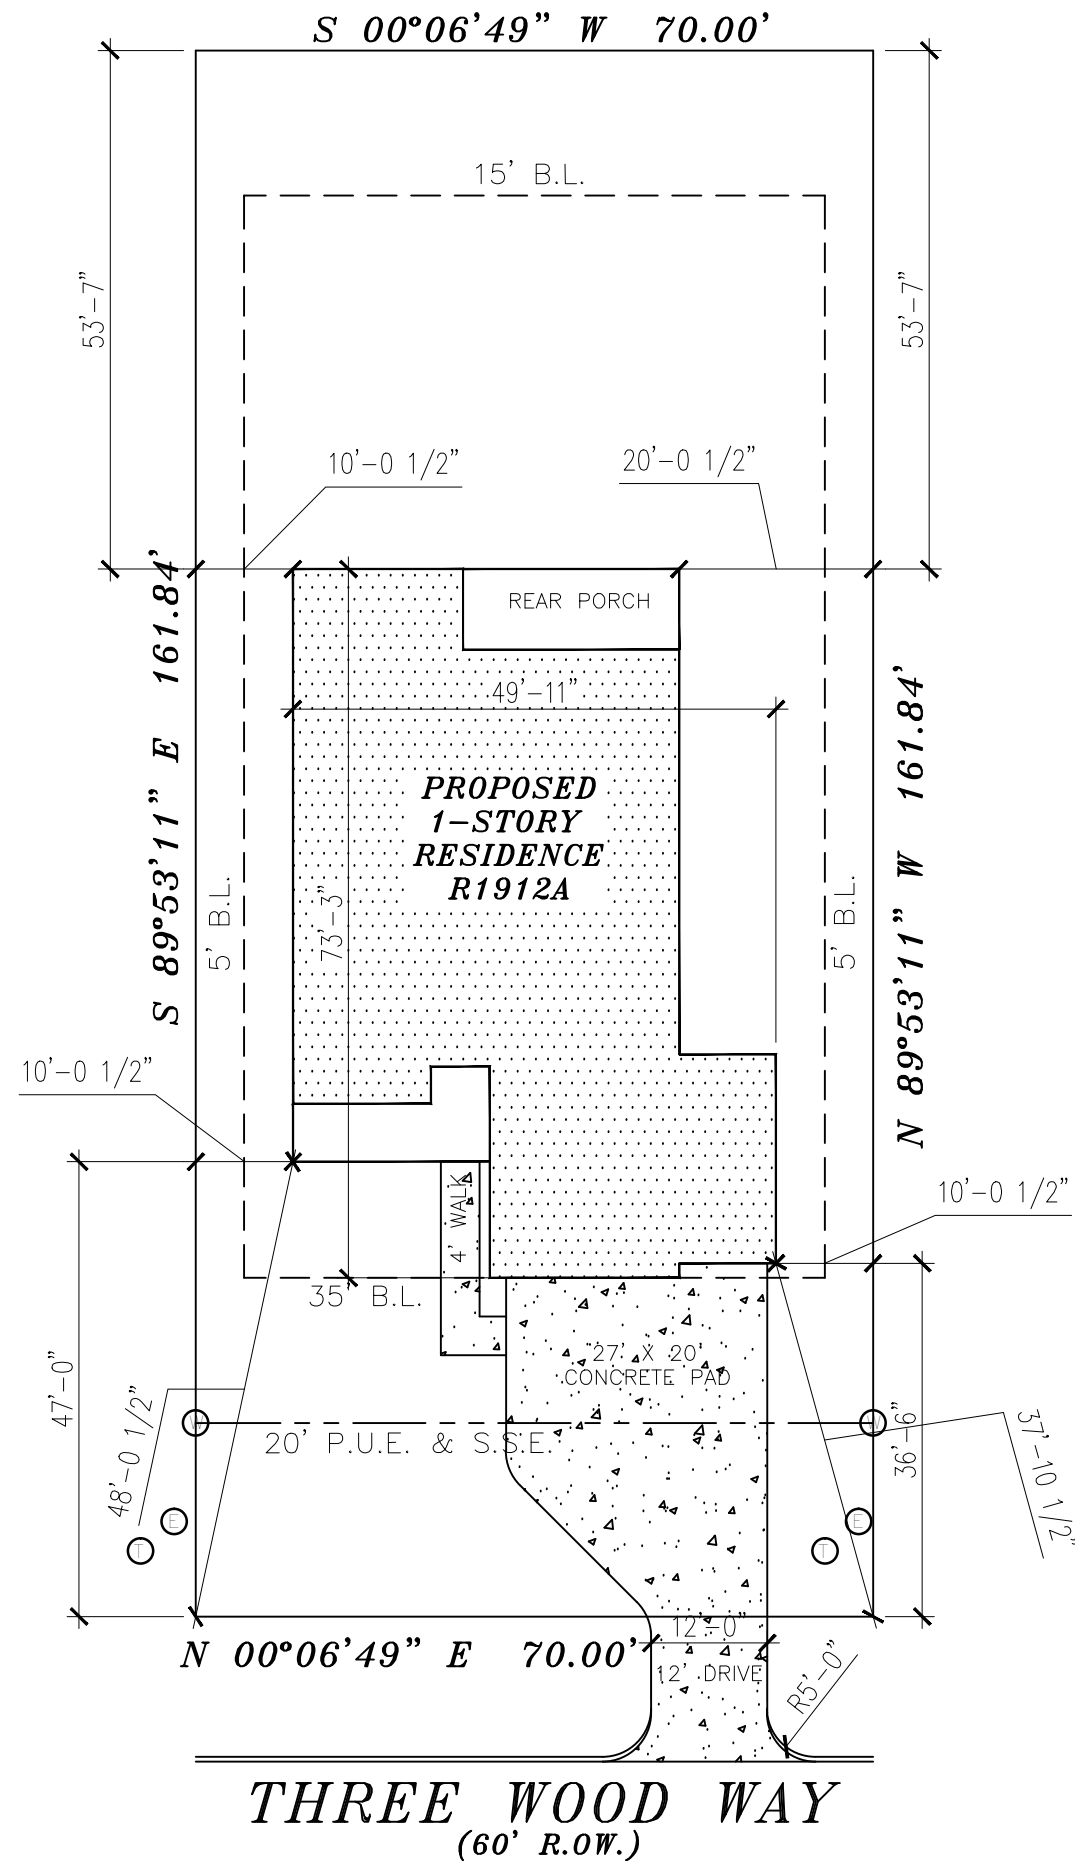 S 00°06'49" W 70.00'
15' B.L.
53'-7"
53'-7"
10'-0 1/2"
20'-0 1/2"
S 89°53'11" E 161.84'
REAR PORCH
49'-11"
N 89°53'11" W 161.84'
PROPOSED
1-STORY
RESIDENCE
R1912A
5' B.L.
73'-3"
5' B.L.
10'-0 1/2"
4' WALK
10'-0 1/2"
35' B.L.
27' X 20'
CONCRETE PAD
47'-0"
48'-0 1/2"
36'-6"
37'-10 1/2"
W
W
20' P.U.E. & S.S.E.
E
E
T
T
12'-0"
N 00°06'49" E 70.00'
12' DRIVE
R5'-0"
THREE WOOD WAY
(60' R.OW.)